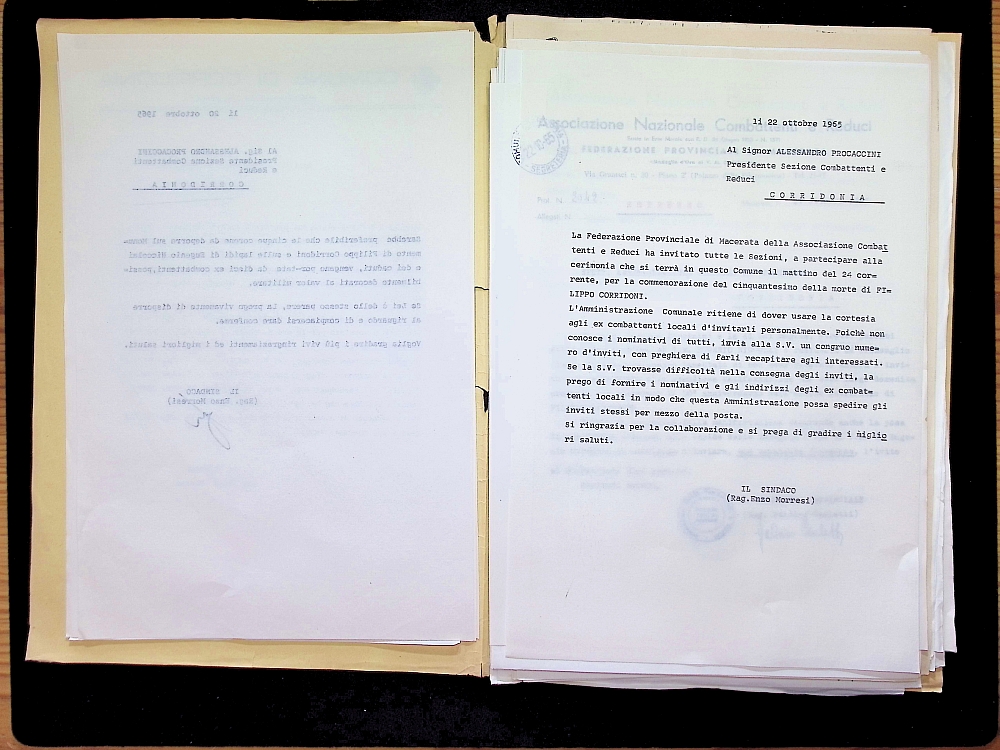 li 20 ottobre 1965
Al Sig. ALESSANDRO PROCACCINI
Presidente Sezione Combattenti
e Reduci
C O R R I D O N I A
Sarebbe preferibile che le cinque corone da deporre sul Monu=
mento di Filippo Corridoni e sulle lapidi di Eugenio Niccolai
e dei caduti, vengano portate da dieci ex combattenti, possi=
bilmente decorati al valor militare.
Se Lei è dello stesso parere, la prego vivamente di disporre
al riguardo e di compiacersi dare conferma.
Voglia gradire i più vivi ringraziamenti ed i migliori saluti.
IL SINDACO
(Rag. Enzo Morresi)
li 22 ottobre 1965
Associazione Nazionale Combattenti e Reduci
FEDERAZIONE PROVINCIA
Al Signor ALESSANDRO PROCACCINI
Presidente Sezione Combattenti e
Reduci
C O R R I D O N I A
La Federazione Provinciale di Macerata della Associazione Combat
tenti e Reduci ha invitato tutte le Sezioni, a partecipare alla
cerimonia che si terrà in questo Comune il mattino del 24 cor=
rente, per la commemorazione del cinquantesimo della morte di FI=
LIPPO CORRIDONI.
L'Amministrazione Comunale ritiene di dover usare la cortesia
agli ex combattenti locali d'invitarli personalmente. Poichè non
conosce i nominativi di tutti, invia alla S.V. un congruo nume=
ro d'inviti, con preghiera di farli recapitare agli interessati.
Se la S.V. trovasse difficoltà nella consegna degli inviti, la
prego di fornire i nominativi e gli indirizzi degli ex combat=
tenti locali in modo che questa Amministrazione possa spedire gli
inviti stessi per mezzo della posta.
Si ringrazia per la collaborazione e si prega di gradire i miglio
ri saluti.
IL SINDACO
(Rag.Enzo Morresi)